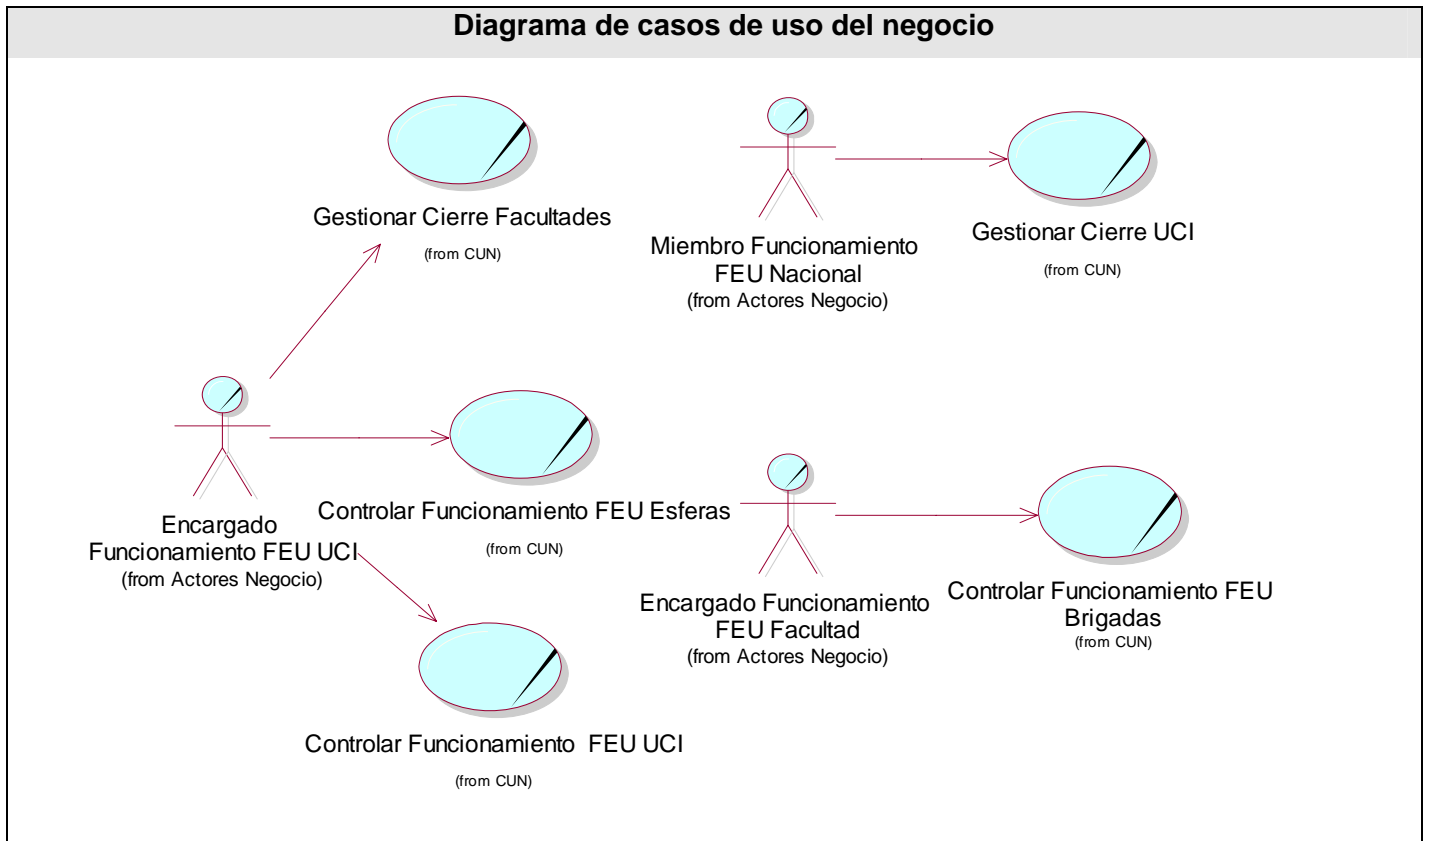 Diagrama de casos de uso del negocio
Gestionar Cierre Facultades
(from CUN)
Miembro Funcionamiento
FEU Nacional
(from Actores Negocio)
Gestionar Cierre UCI
(from CUN)
Encargado
Funcionamiento FEU UCI
(from Actores Negocio)
Controlar Funcionamiento FEU Esferas
(from CUN)
Encargado Funcionamiento
FEU Facultad
(from Actores Negocio)
Controlar Funcionamiento FEU
Brigadas
(from CUN)
Controlar Funcionamiento  FEU UCI
(from CUN)